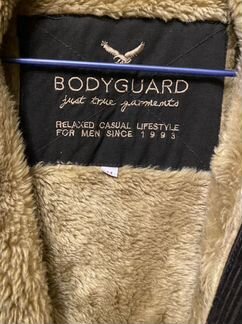 BODYGUARD
just true garments
RELAXED CASUAL LIFESTYLE
FOR MEN SINCE 1993